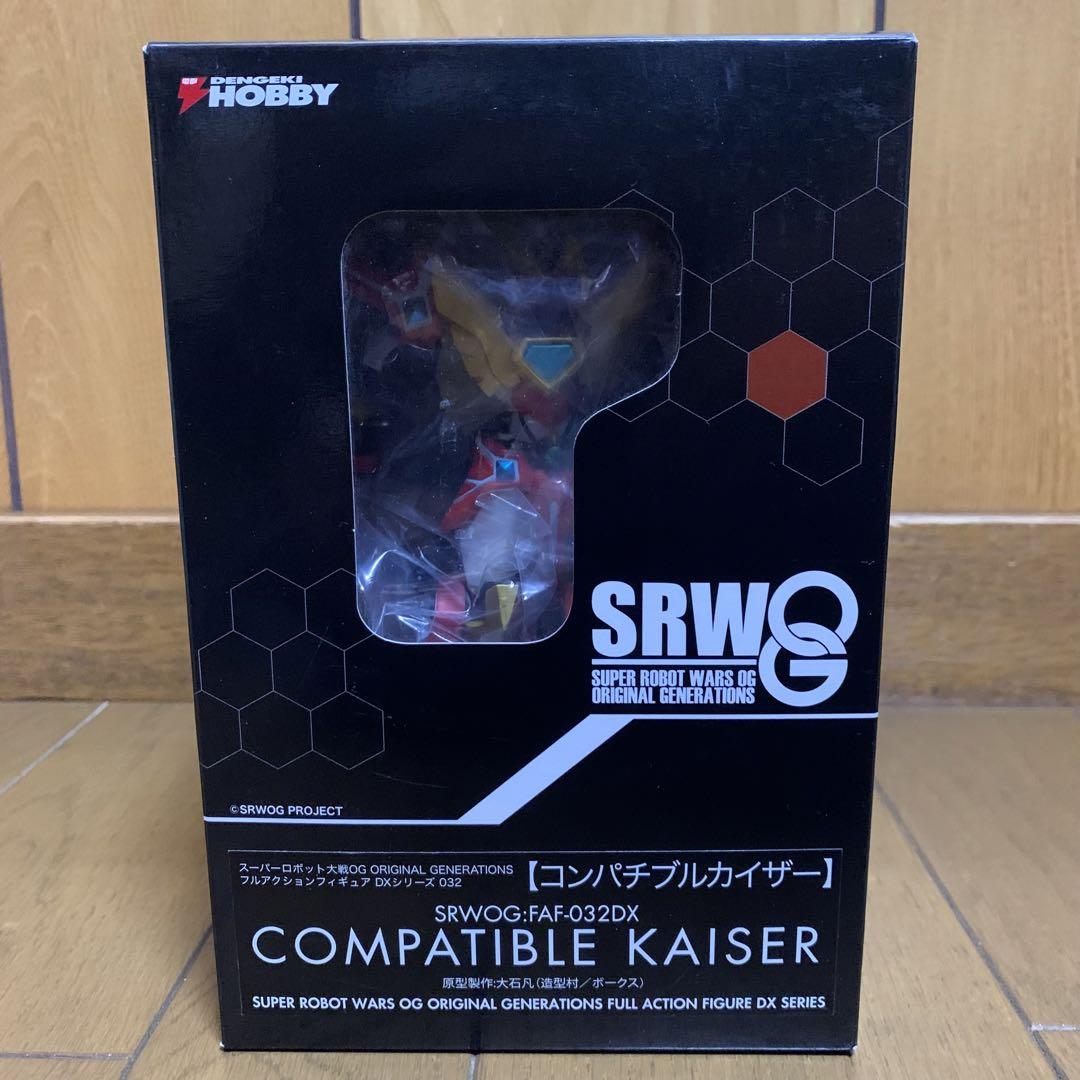 電撃
DENGEKI
HOBBY
SRWOG
SUPER ROBOT WARS OG
ORIGINAL GENERATIONS
©SRWOG PROJECT
スーパーロボット大戦OG ORIGINAL GENERATIONS
フルアクションフィギュア DXシリーズ 032
【コンパチブルカイザー】
SRWOG:FAF-032DX
COMPATIBLE KAISER
原型製作:大石凡(造型村/ボークス)
SUPER ROBOT WARS OG ORIGINAL GENERATIONS FULL ACTION FIGURE DX SERIES